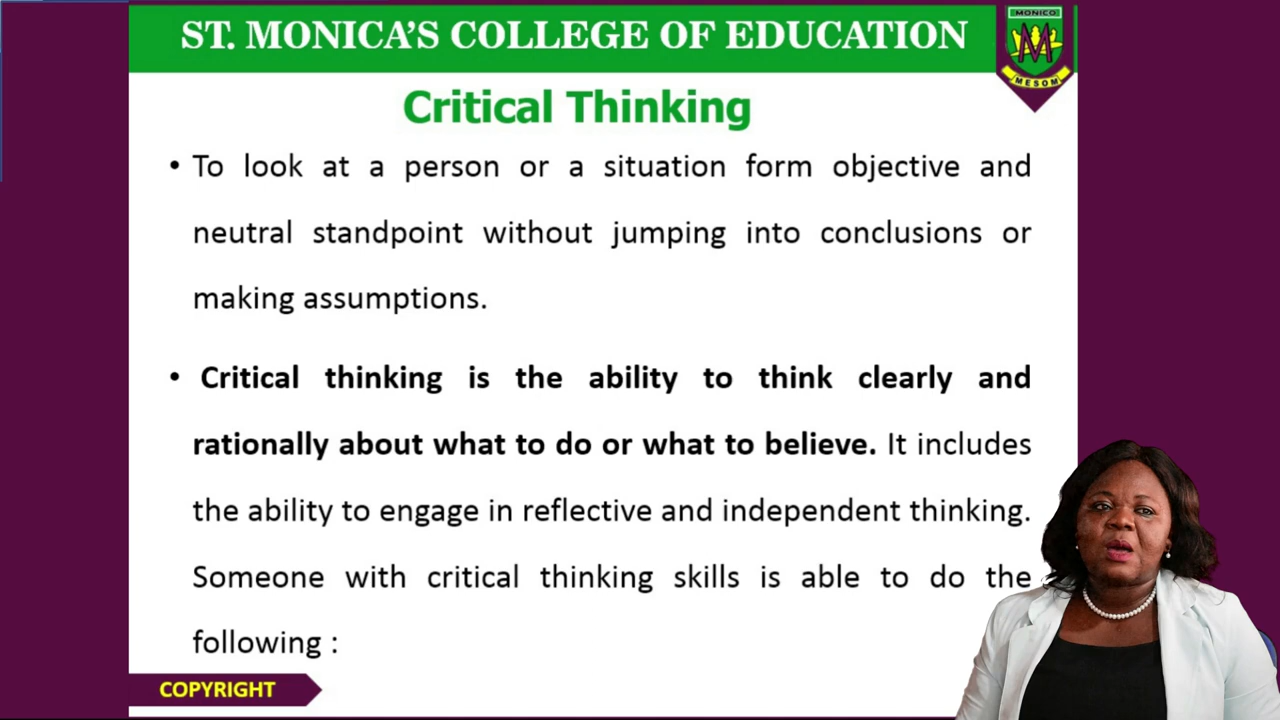 ST. MONICA'S COLLEGE OF EDUCATION
MONICO
M
MESOM
Critical Thinking
• To look at a person or a situation form objective and
neutral standpoint without jumping into conclusions or
making assumptions.
• Critical thinking is the ability to think clearly and
rationally about what to do or what to believe. It includes
the ability to engage in reflective and independent thinking.
Someone with critical thinking skills is able to do the
following :
COPYRIGHT